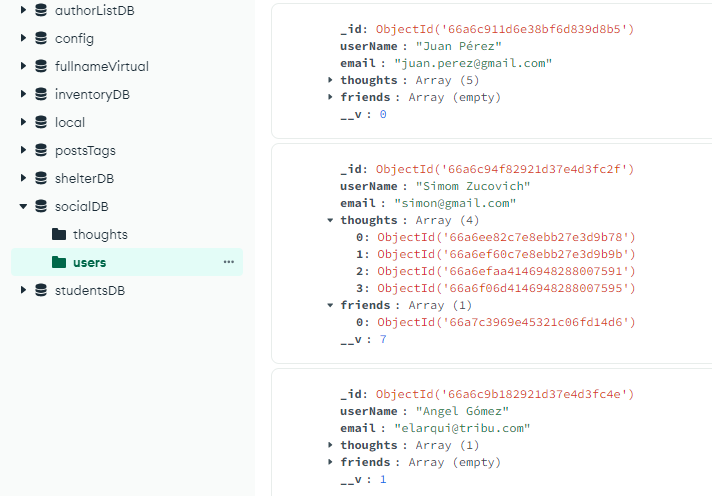 authorListDB
config
fullnameVirtual
inventoryDB
local
postsTags
shelterDB
socialDB
thoughts
users
studentsDB
_id: ObjectId('66a6c911d6e38bf6d839d8b5')
userName : "Juan Pérez"
email : "juan.perez@gmail.com"
thoughts : Array (5)
friends : Array (empty)
__v : 0
_id: ObjectId('66a6c94f82921d37e4d3fc2f')
userName : "Simom Zucovich"
email : "simon@gmail.com"
thoughts : Array (4)
0: ObjectId('66a6ee82c7e8ebb27e3d9b78')
1: ObjectId('66a6ef60c7e8ebb27e3d9b9b')
2: ObjectId('66a6efaa4146948288007591')
3: ObjectId('66a6f06d4146948288007595')
friends : Array (1)
0: ObjectId('66a7c3969e45321c06fd14d6')
__v : 7
_id: ObjectId('66a6c9b182921d37e4d3fc4e')
userName : "Angel Gómez"
email : "elarqui@tribu.com"
thoughts : Array (1)
friends : Array (empty)
__v : 1